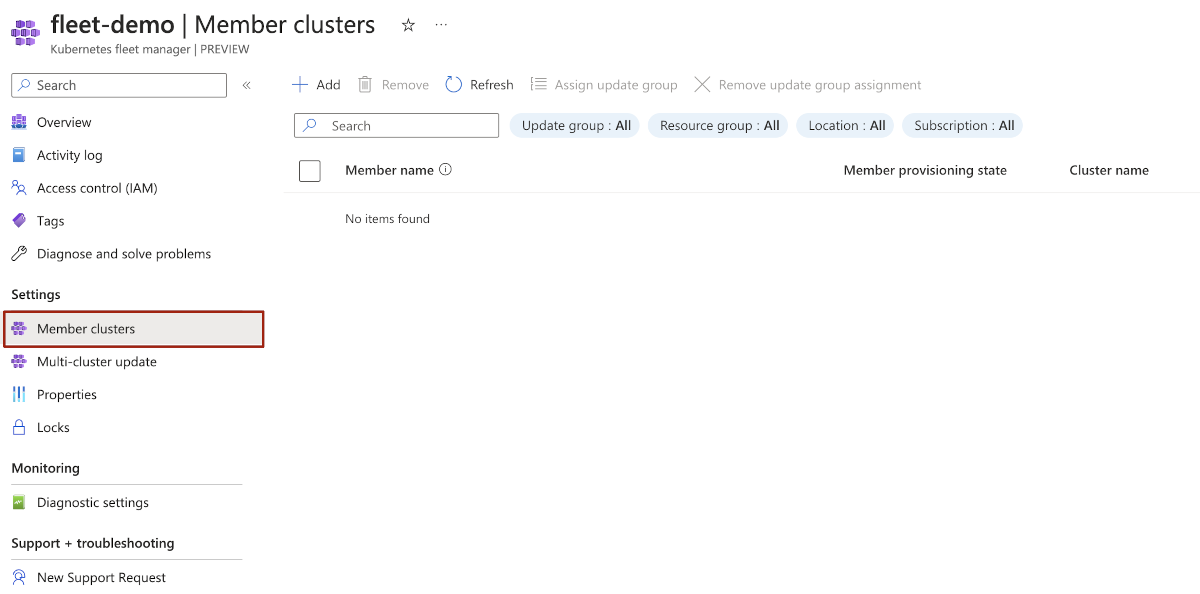 fleet-demo | Member clusters ☆ ...
Kubernetes fleet manager | PREVIEW
Search «
Overview
Activity log
Access control (IAM)
Tags
Diagnose and solve problems
Settings
Member clusters
Multi-cluster update
Properties
Locks
Monitoring
Diagnostic settings
Support + troubleshooting
New Support Request
Add Remove Refresh Assign update group Remove update group assignment
Search Update group : All Resource group : All Location : All Subscription : All
Member name Member provisioning state Cluster name
No items found